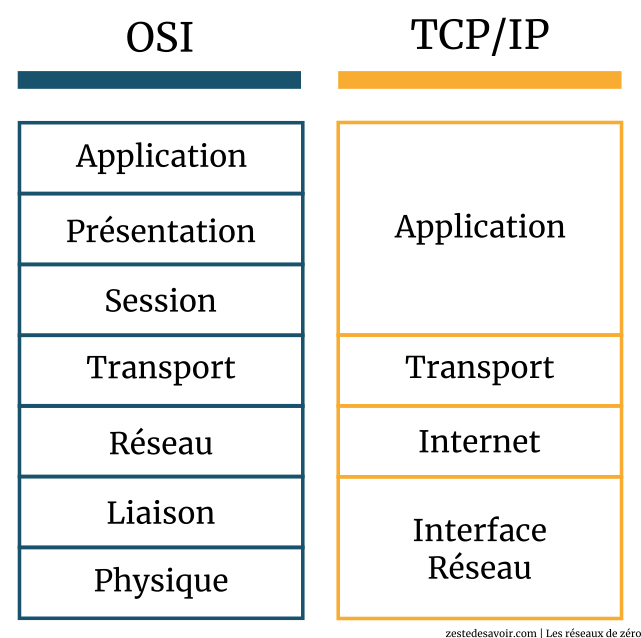 OSI
TCP/IP
Application
Présentation
Session
Transport
Réseau
Liaison
Physique
Application
Transport
Internet
Interface
Réseau
zestedesavoir.com | Les réseaux de zéro